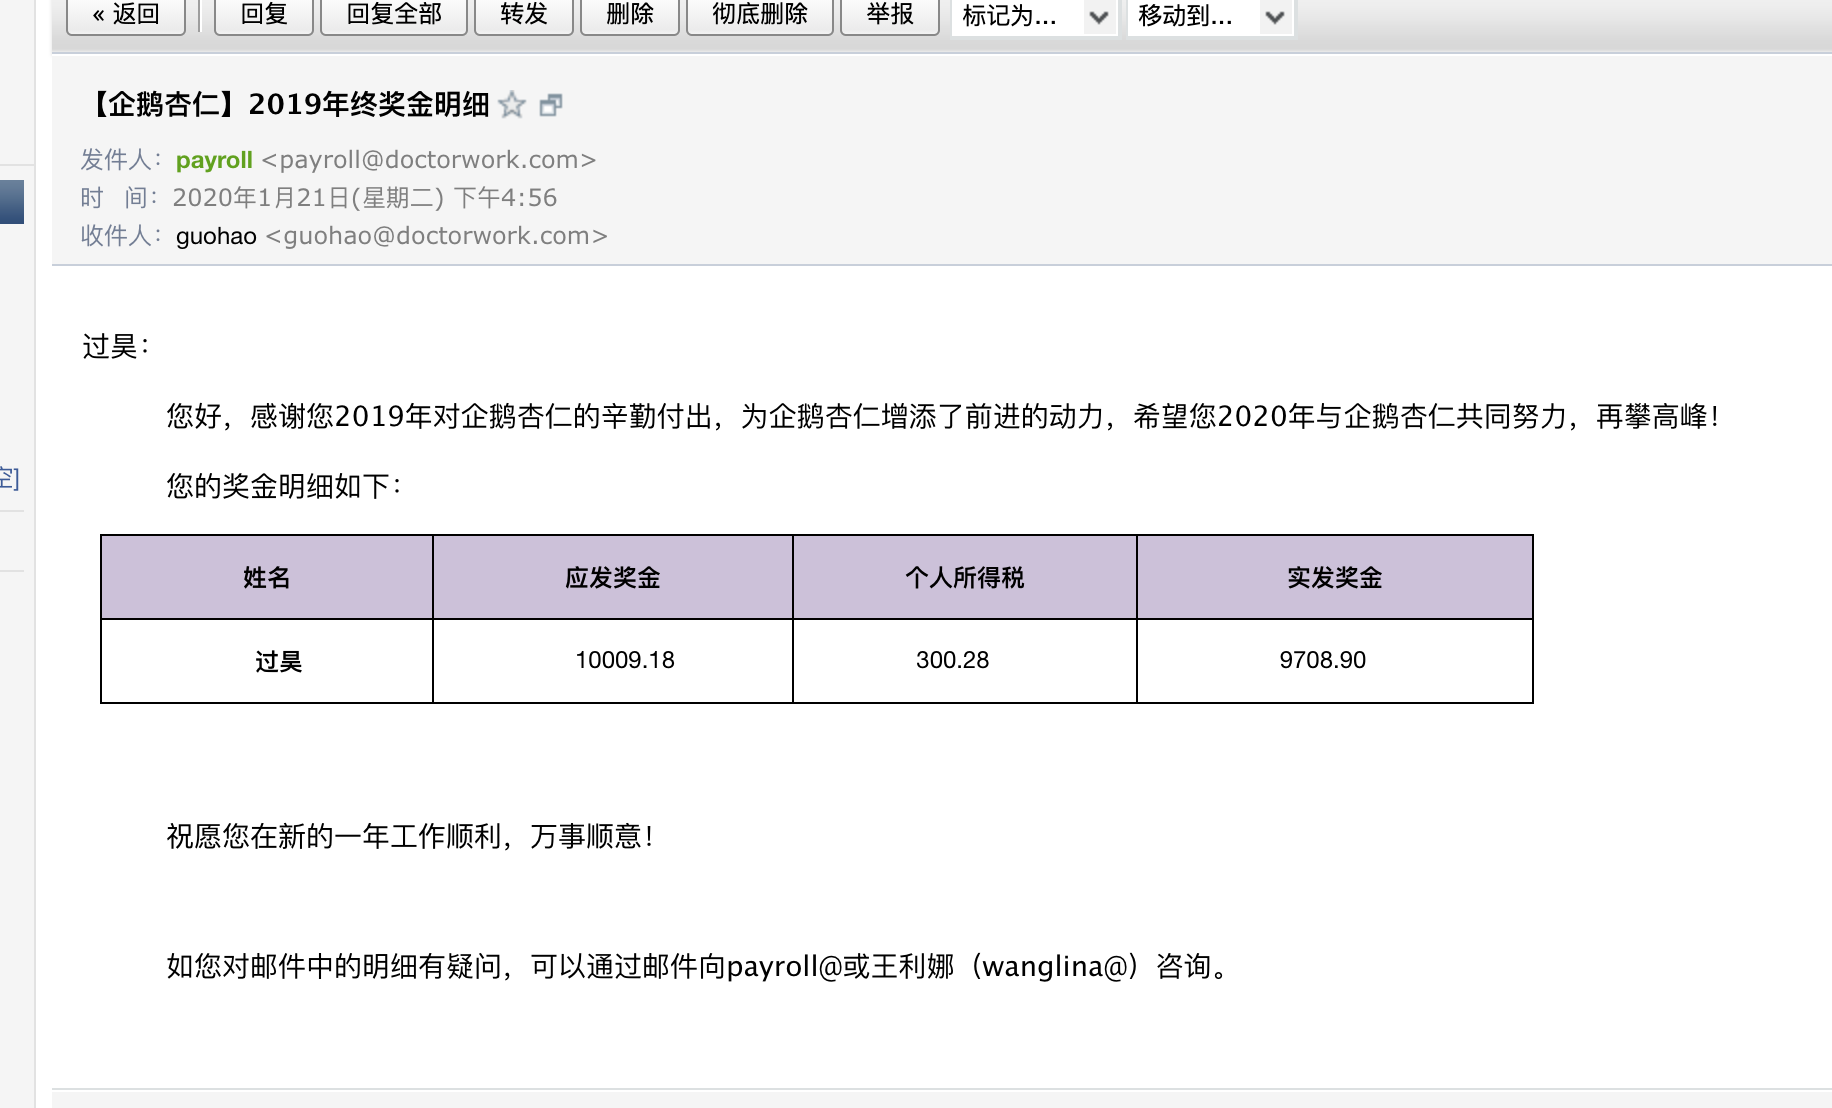 « 返回 回复 回复全部 转发 删除 彻底删除 举报 标记为... 移动到...
【企鹅杏仁】2019年终奖金明细
发件人：payroll <payroll@doctorwork.com>
时 间：2020年1月21日(星期二) 下午4:56
收件人：guohao <guohao@doctorwork.com>
过昊：
您好，感谢您2019年对企鹅杏仁的辛勤付出，为企鹅杏仁增添了前进的动力，希望您2020年与企鹅杏仁共同努力，再攀高峰！
空]
您的奖金明细如下：
姓名 应发奖金 个人所得税 实发奖金
过昊 10009.18 300.28 9708.90
祝愿您在新的一年工作顺利，万事顺意！
如您对邮件中的明细有疑问，可以通过邮件向payroll@或王利娜（wanglina@）咨询。